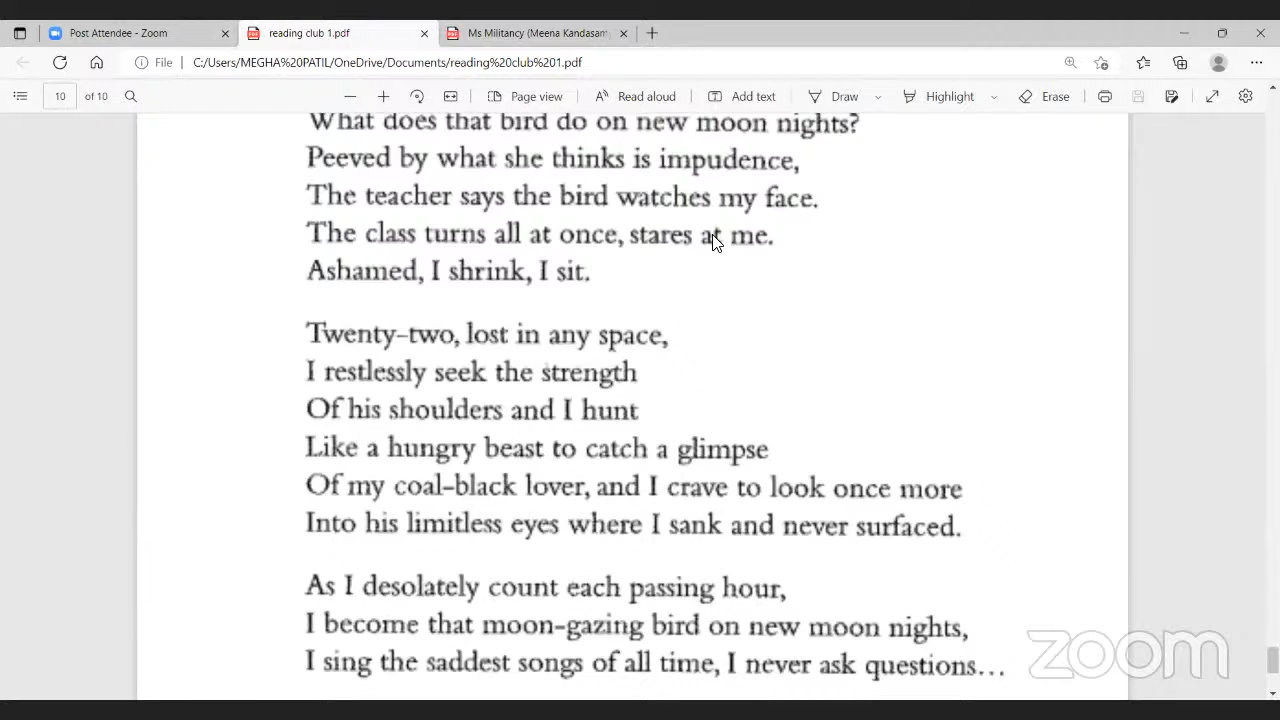 Post Attendee - Zoom
reading club 1.pdf
Ms Militancy (Meena Kandasam
File
C:/Users/MEGHA%20PATIL/OneDrive/Documents/reading%20club%201.pdf
10 of 10
Page view
Read aloud
Add text
Draw
Highlight
Erase
What does that bird do on new moon nights?
Peeved by what she thinks is impudence,
The teacher says the bird watches my face.
The class turns all at once, stares at me.
Ashamed, I shrink, I sit.
Twenty-two, lost in any space,
I restlessly seek the strength
Of his shoulders and I hunt
Like a hungry beast to catch a glimpse
Of my coal-black lover, and I crave to look once more
Into his limitless eyes where I sank and never surfaced.
As I desolately count each passing hour,
I become that moon-gazing bird on new moon nights,
I sing the saddest songs of all time, I never ask questions…
zoom